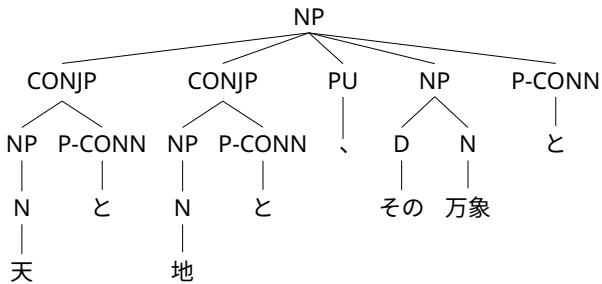 NP
CONJP CONJP PU NP P-CONN
NP P-CONN NP P-CONN 、 D N と
N と N と その 万象
天 地